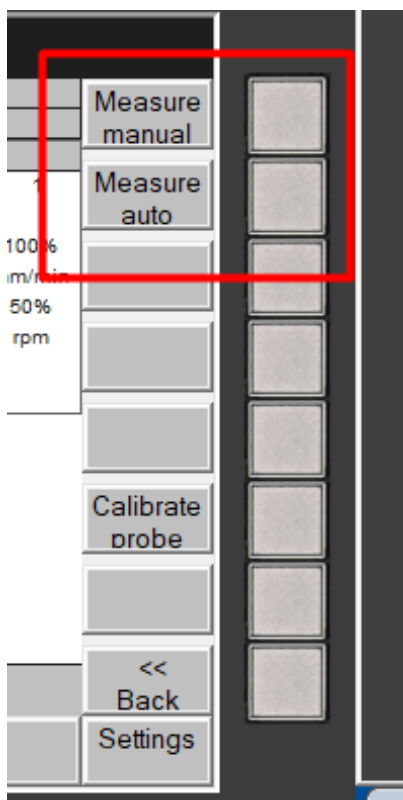 Measure
manual
Measure
auto
100%
50%
rpm
Calibrate
probe
<<
Back
Settings